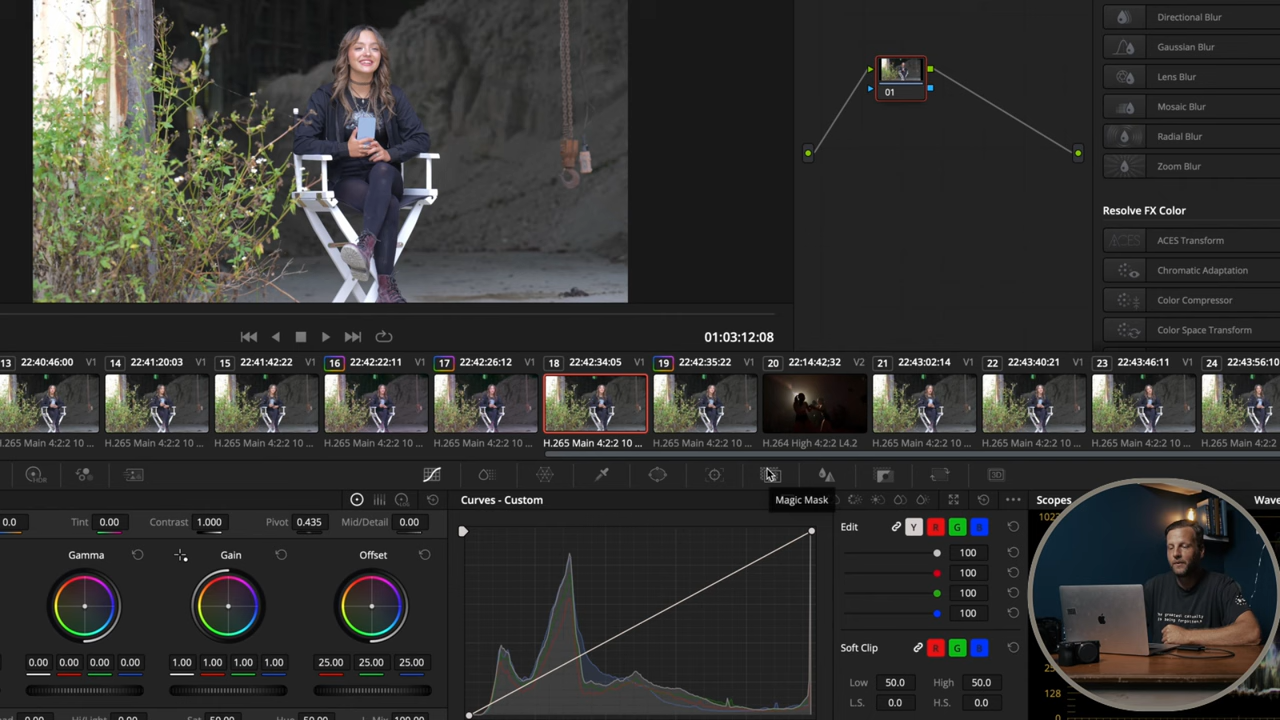 Directional Blur
Gaussian Blur
Lens Blur
Mosaic Blur
Radial Blur
Zoom Blur
Resolve FX Color
ACES ACES Transform
Chromatic Adaptation
Color Compressor
Color Space Transform
01
01:03:12:08
13 22:40:46:00 V1
14 22:41:20:03 V1
15 22:41:42:22 V1
16 22:42:22:11 V1
17 22:42:26:12 V1
18 22:42:34:05 V1
19 22:42:35:22 V1
20 22:14:42:32 V2
21 22:43:02:14 V1
22 22:43:40:21 V1
23 22:43:46:11 V1
24 22:43:56:10
H.265 Main 4:2:2 10 ...
H.265 Main 4:2:2 10 ...
H.265 Main 4:2:2 10 ...
H.265 Main 4:2:2 10 ...
H.265 Main 4:2:2 10 ...
H.265 Main 4:2:2 10 ...
H.265 Main 4:2:2 10 ...
H.264 High 4:2:2 L4.2
H.265 Main 4:2:2 10 ...
H.265 Main 4:2:2 10 ...
H.265 Main 4:2:2 10 ...
H.265 Main 4:2:2
HDR
3D
Magic Mask
Curves - Custom
Scopes
Wave
0.0 Tint 0.00 Contrast 1.000 Pivot 0.435 Mid/Detail 0.00
Gamma
Gain
Offset
0.00 0.00 0.00 0.00
1.00 1.00 1.00 1.00
25.00 25.00 25.00
Edit Y R G B
100
100
100
100
Soft Clip R G B
Low 50.0 High 50.0
L.S. 0.0 H.S. 0.0
128